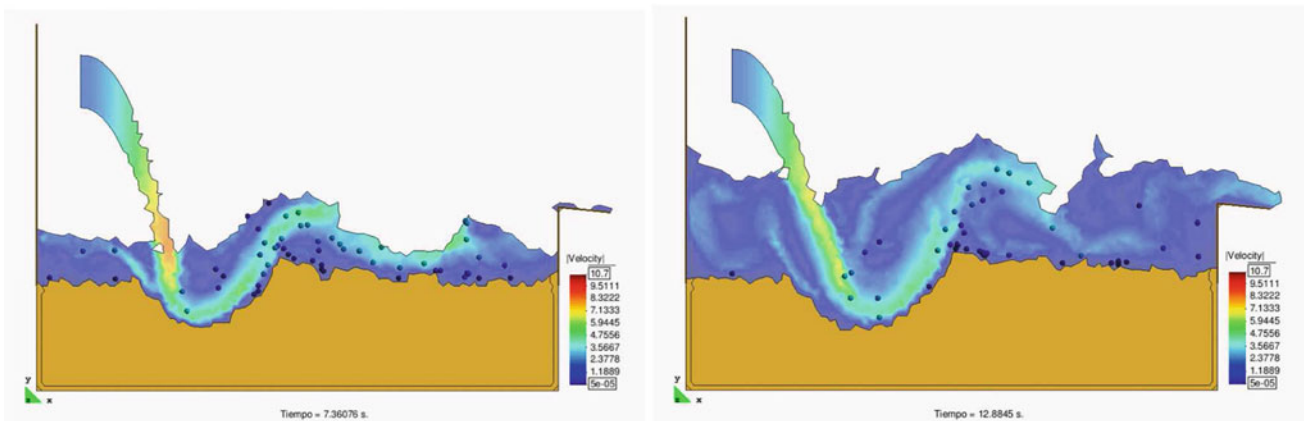 |Velocity|
10.7
9.5111
8.3222
7.1333
5.9445
4.7556
3.5667
2.3778
1.1889
5e-05
y
z x
Tiempo = 7.36076 s.
|Velocity|
10.7
9.5111
8.3222
7.1333
5.9445
4.7556
3.5667
2.3778
1.1889
5e-05
y
z x
Tiempo = 12.8845 s.